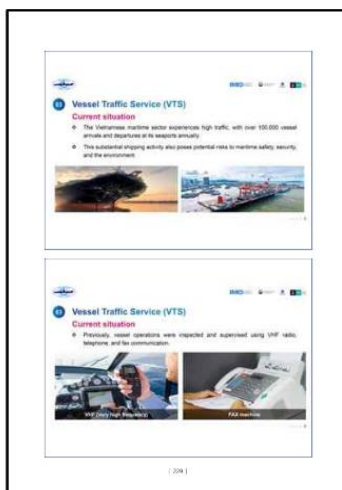 03 Vessel Traffic Service (VTS)
Current situation
The Vietnamese maritime sector experiences high traffic, with over 100,000 vessel
arrivals and departures at its seaports annually.
This substantial shipping activity also poses potential risks to maritime safety, security,
and the environment.
03 Vessel Traffic Service (VTS)
Current situation
Previously, vessel operations were inspected and supervised using VHF radio,
telephone, and fax communication.
VHF (very high frequency)
FAX machine